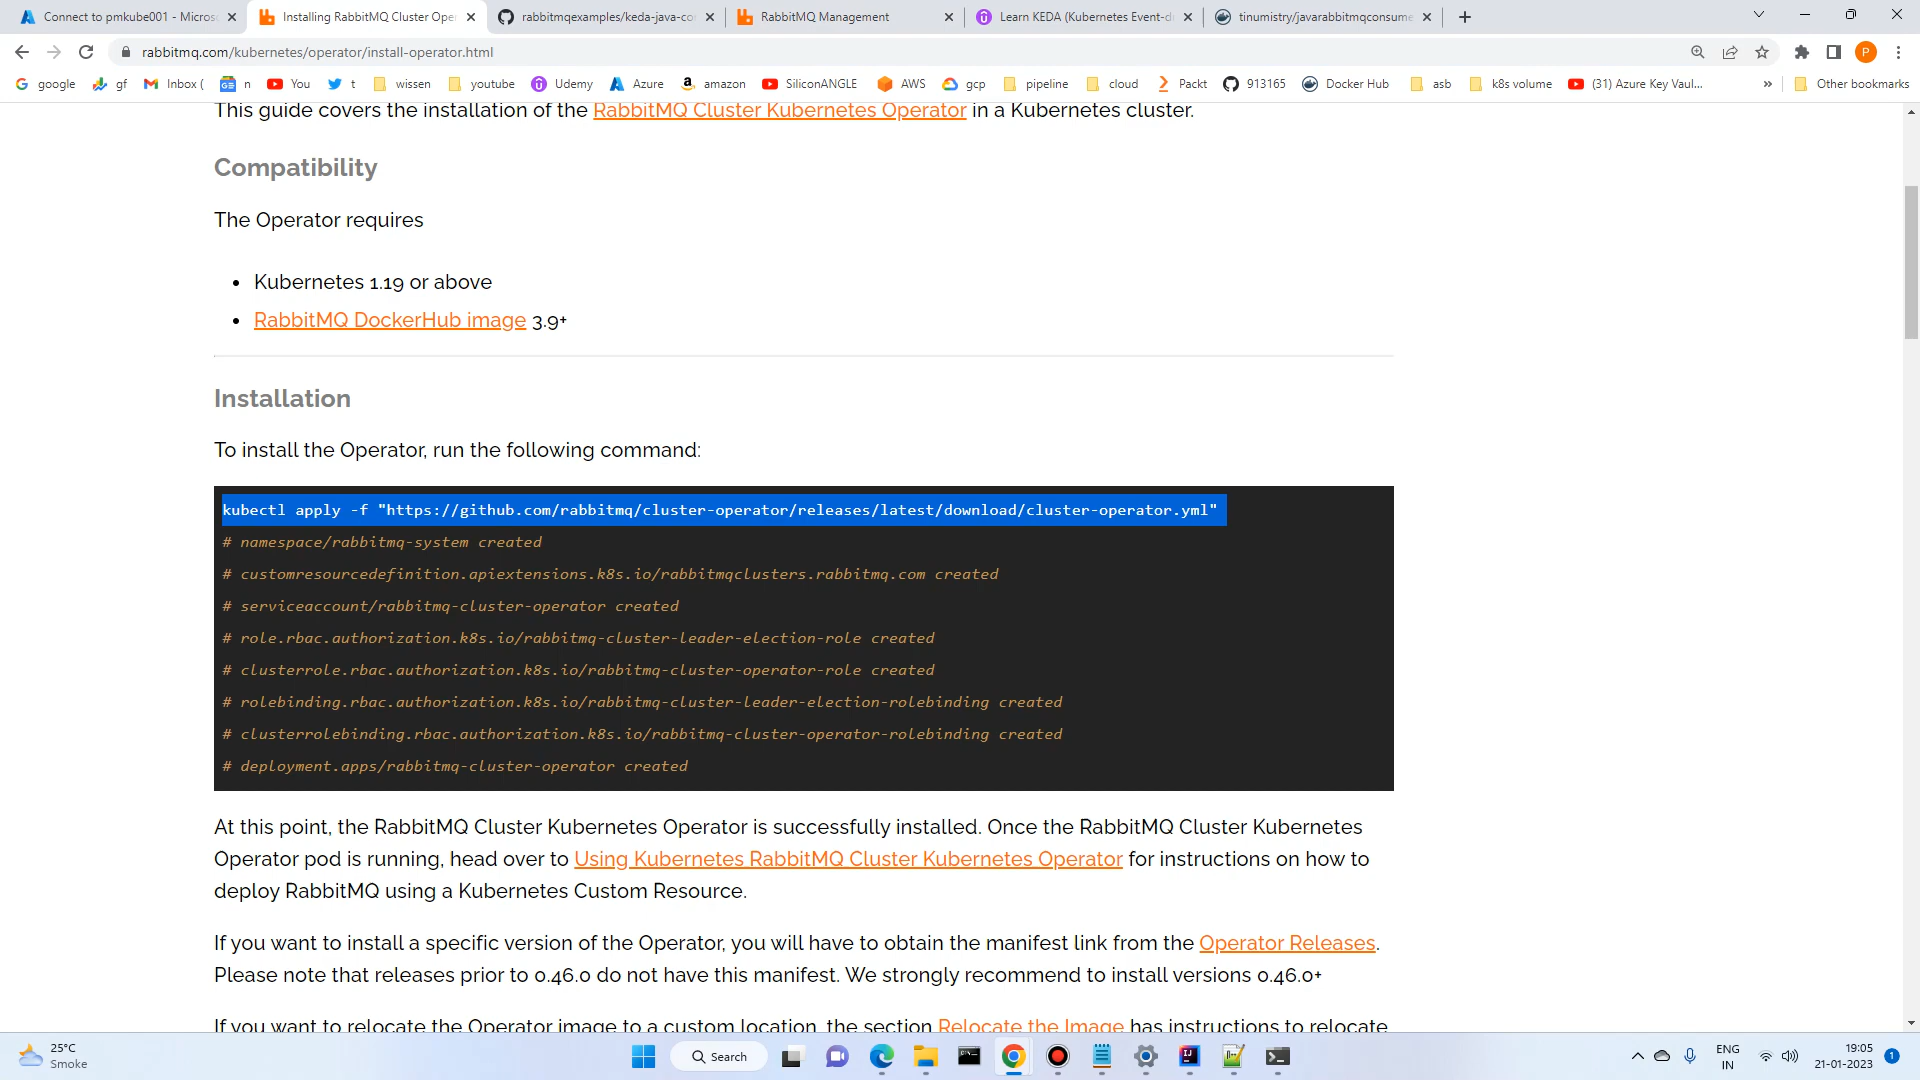 Connect to pmkube001 - Micros
Installing RabbitMQ Cluster Oper
rabbitmqexamples/keda-java-co
RabbitMQ Management
Learn KEDA (Kubernetes Event-d
tinumistry/javarabbitmqconsume
rabbitmq.com/kubernetes/operator/install-operator.html
P
google
gf
Inbox (
n
You
t
wissen
youtube
Udemy
Azure
amazon
SiliconANGLE
AWS
gcp
pipeline
cloud
Packt
913165
Docker Hub
asb
k8s volume
(31) Azure Key Vaul...
»
Other bookmarks
This guide covers the installation of the RabbitMQ Cluster Kubernetes Operator in a Kubernetes cluster.
Compatibility
The Operator requires
• Kubernetes 1.19 or above
• RabbitMQ DockerHub image 3.9+
Installation
To install the Operator, run the following command:
kubectl apply -f "https://github.com/rabbitmq/cluster-operator/releases/latest/download/cluster-operator.yml"
# namespace/rabbitmq-system created
# customresourcedefinition.apiextensions.k8s.io/rabbitmqclusters.rabbitmq.com created
# serviceaccount/rabbitmq-cluster-operator created
# role.rbac.authorization.k8s.io/rabbitmq-cluster-leader-election-role created
# clusterrole.rbac.authorization.k8s.io/rabbitmq-cluster-operator-role created
# rolebinding.rbac.authorization.k8s.io/rabbitmq-cluster-leader-election-rolebinding created
# clusterrolebinding.rbac.authorization.k8s.io/rabbitmq-cluster-operator-rolebinding created
# deployment.apps/rabbitmq-cluster-operator created
At this point, the RabbitMQ Cluster Kubernetes Operator is successfully installed. Once the RabbitMQ Cluster Kubernetes
Operator pod is running, head over to Using Kubernetes RabbitMQ Cluster Kubernetes Operator for instructions on how to
deploy RabbitMQ using a Kubernetes Custom Resource.
If you want to install a specific version of the Operator, you will have to obtain the manifest link from the Operator Releases.
Please note that releases prior to 0.46.0 do not have this manifest. We strongly recommend to install versions 0.46.0+
If you want to relocate the Operator image to a custom location, the section Relocate the Image has instructions to relocate
25°C
Smoke
Search
ENG
IN
19:05
21-01-2023
1